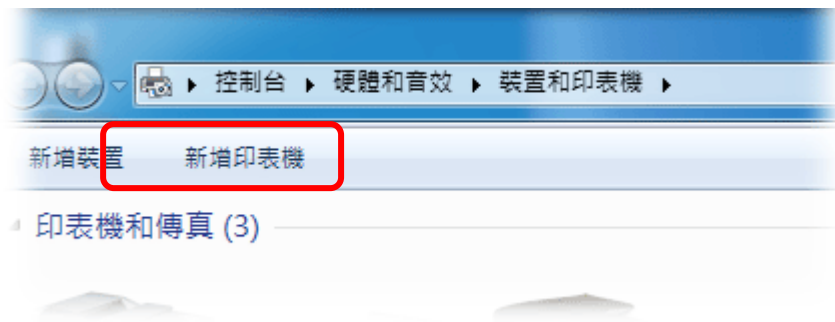 控制台 ▸ 硬體和音效 ▸ 裝置和印表機 ▸
新增裝置 新增印表機
印表機和傳真 (3)